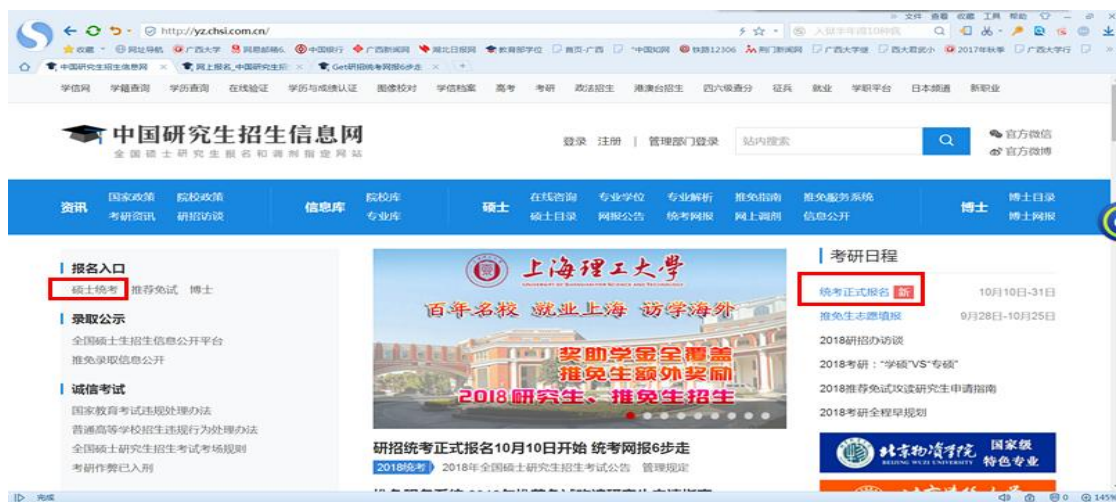 文件 查看 收藏 工具 帮助
http://yz.chsi.com.cn/
收藏 网址导航 广西大学 网易邮箱6. 中国银行 广西新闻网 湖北日报网 教育部学位 首页-广西 中国知网 铁路12306 荆门新闻网 广西大学继 西大君武小 2017年秋季 广西大学行
中国研究生招生信息网 网上报名_中国研究生招 Get研招统考网报6步走
学信网 学籍查询 学历查询 在线验证 学历与成绩认证 图像校对 学信档案 高考 考研 政法招生 港澳台招生 四六级查分 征兵 就业 学职平台 日本频道 新职业
中国研究生招生信息网
全国硕士研究生报名和调剂指定网站
登录 注册 | 管理部门登录 站内搜索
官方微信
官方微博
资讯 国家政策 院校政策
考研资讯 研招访谈
信息库 院校库
专业库
硕士 在线咨询 专业学位 专业解析 推免指南 推免服务系统
硕士目录 网报公告 统考网报 网上调剂 信息公开
博士 博士目录
博士网报
报名入口
硕士统考 推荐免试 博士
录取公示
全国硕士生招生信息公开平台
推免录取信息公开
诚信考试
国家教育考试违规处理办法
普通高等学校招生违规行为处理办法
全国硕士研究生招生考试考场规则
考研作弊已入刑
上海理工大学
百年名校 就业上海 访学海外
奖助学金全覆盖
推免生额外奖励
2018研究生、推免生招生
研招统考正式报名10月10日开始 统考网报6步走
2018统考 2018年全国硕士研究生招生考试公告 管理规定
考研日程
统考正式报名 新 10月10日-31日
推免生志愿填报 9月28日-10月25日
2018研招办访谈
2018考研:“学硕”VS“专硕”
2018推荐免试攻读研究生申请指南
2018考研全程早规划
北京物资学院 国家级
BEIJING WUZI UNIVERSITY 特色专业
完成
0 145%